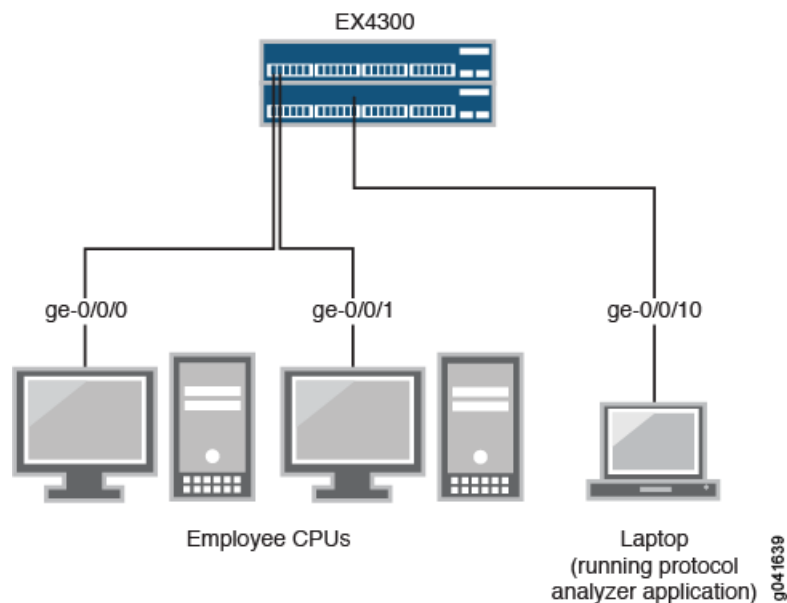 EX4300
ge-0/0/0
ge-0/0/1
ge-0/0/10
Employee CPUs
Laptop
(running protocol
analyzer application)
g041639